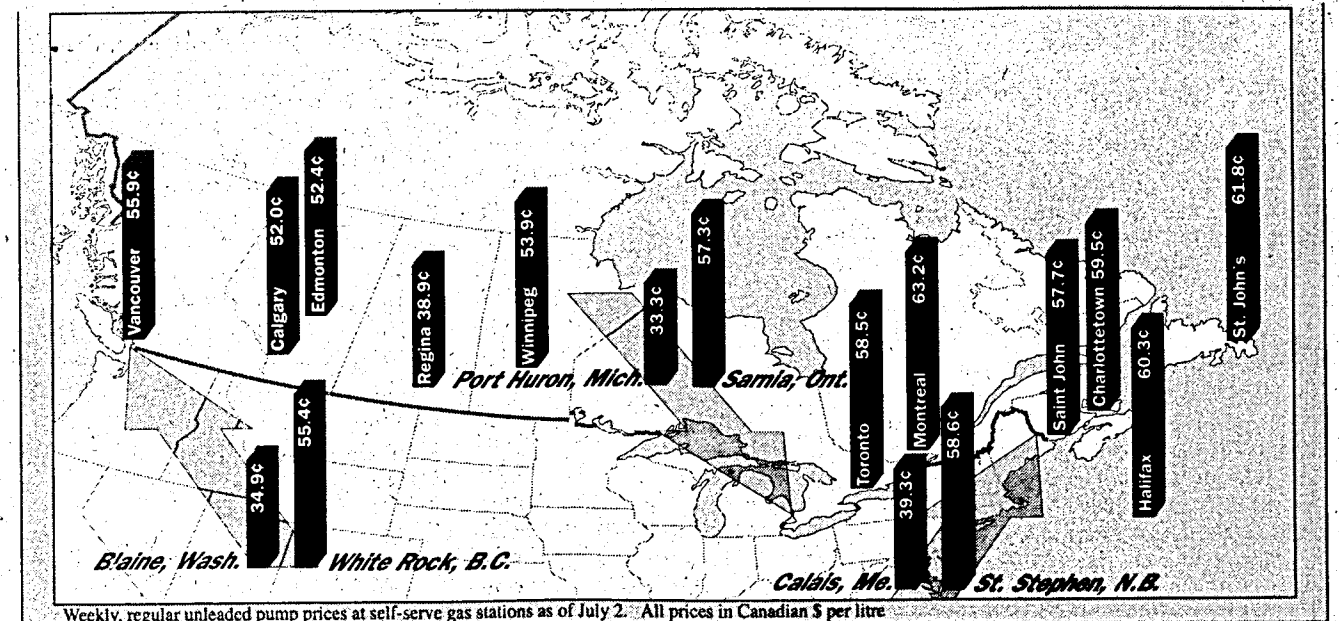 Vancouver 55.9¢
Calgary 52.0¢
Edmonton 52.4¢
Regina 38.9¢
Winnipeg 53.9¢
Port Huron, Mich. 33.3¢
57.3¢ Sarnia, Ont.
Toronto 58.5¢
Montreal 63.2¢
Saint John 57.7¢
Charlottetown 59.5¢
Halifax 60.3¢
St. John's 61.8¢
Blaine, Wash. 34.9¢
55.4¢ White Rock, B.C.
Calais, Me. 39.3¢
58.6¢ St. Stephen, N.B.
Weekly, regular unleaded pump prices at self-serve gas stations as of July 2. All prices in Canadian $ per litre